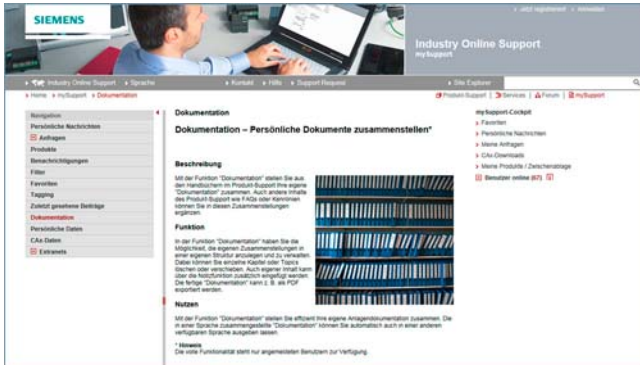 SIEMENS
› Jetzt registrieren › Anmelden
Industry Online Support
mySupport
Industry Online Support › Sprache › Kontakt › Hilfe › Support Request › Site Explorer
› Home › mySupport › Dokumentation
Produkt-Support | Services | Forum | mySupport
Navigation
Persönliche Nachrichten
Anfragen
Produkte
Benachrichtigungen
Filter
Favoriten
Tagging
Zuletzt gesehene Beiträge
Dokumentation
Persönliche Daten
CAx-Daten
Extranets
Dokumentation
Dokumentation – Persönliche Dokumente zusammenstellen*
Beschreibung
Mit der Funktion "Dokumentation" stellen Sie aus
den Handbüchern im Produkt-Support Ihre eigene
"Dokumentation" zusammen. Auch andere Inhalte
des Produkt-Support wie FAQs oder Kennlinien
können Sie in diesen Zusammenstellungen
ergänzen.
Funktion
In der Funktion "Dokumentation" haben Sie die
Möglichkeit, die eigenen Zusammenstellungen in
einer eigenen Struktur anzulegen und zu verwalten.
Dabei können Sie einzelne Kapitel oder Topics
löschen oder verschieben. Auch eigener Inhalt kann
über die Notizfunktion zusätzlich eingefügt werden.
Die fertige "Dokumentation" kann z. B. als PDF
exportiert werden.
Nutzen
Mit der Funktion "Dokumentation" stellen Sie effizient Ihre eigene Anlagendokumentation zusammen. Die
in einer Sprache zusammengestellte "Dokumentation" können Sie automatisch auch in einer anderen
verfügbaren Sprache ausgeben lassen.
* Hinweis
Die volle Funktionalität steht nur angemeldeten Benutzern zur Verfügung.
mySupport-Cockpit
› Favoriten
› Persönliche Nachrichten
› Meine Anfragen
› CAx-Downloads
› Meine Produkte / Zwischenablage
Benutzer online (67)